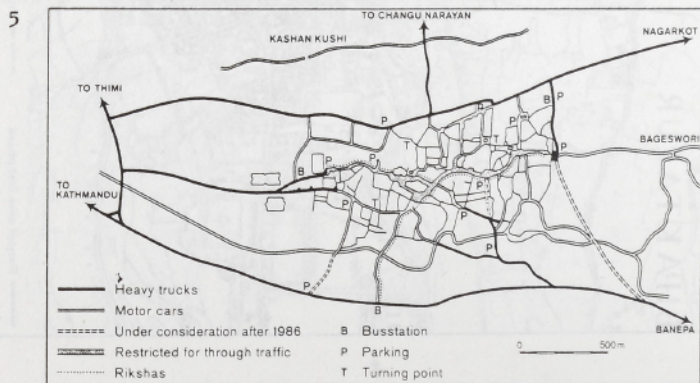 5
TO CHANGU NARAYAN
KASHAN KUSHI
NAGARKOT
TO THIMI
BAGESWORI
TO
KATHMANDU
BANEPA
Heavy trucks
Motor cars
Under consideration after 1986
Restricted for through traffic
Rikshas
B Busstation
P Parking
T Turning point
0 500m
B
P
P
P
B
T
P
P
B
P
P
T
T
P
P
P
B